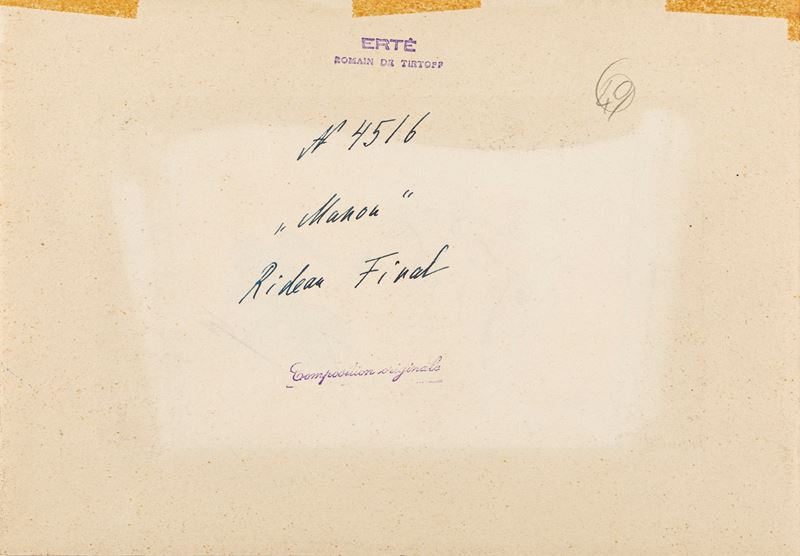 ERTÉ
ROMAIN DE TIRTOFF
49
N 4516
„Manon"
Rideau Final
Composition originale